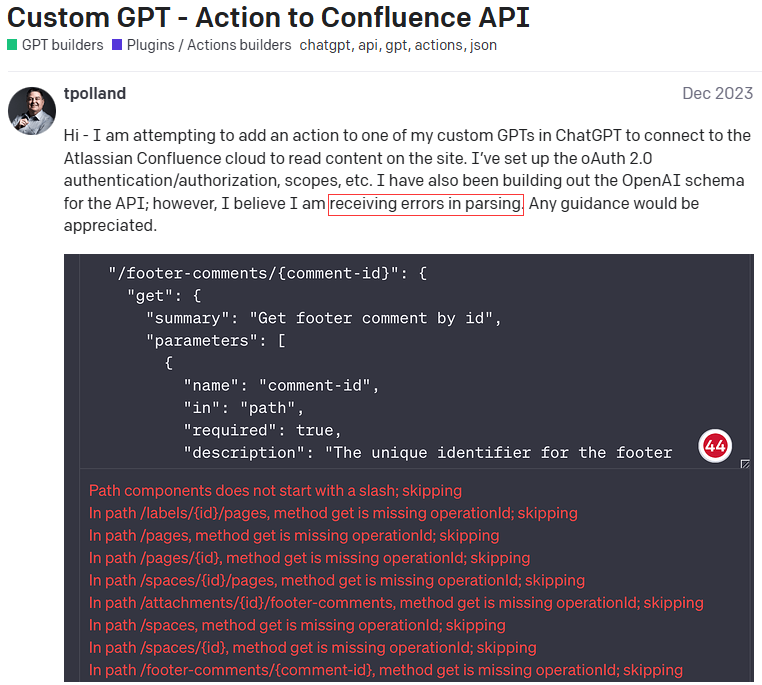 Custom GPT - Action to Confluence API
GPT builders Plugins / Actions builders chatgpt, api, gpt, actions, json
tpolland Dec 2023
Hi - I am attempting to add an action to one of my custom GPTs in ChatGPT to connect to the
Atlassian Confluence cloud to read content on the site. I’ve set up the oAuth 2.0
authentication/authorization, scopes, etc. I have also been building out the OpenAI schema
for the API; however, I believe I am receiving errors in parsing. Any guidance would be
appreciated.
"/footer-comments/{comment-id}": {
"get": {
"summary": "Get footer comment by id",
"parameters": [
{
"name": "comment-id",
"in": "path",
"required": true,
"description": "The unique identifier for the footer
44
Path components does not start with a slash; skipping
In path /labels/{id}/pages, method get is missing operationId; skipping
In path /pages, method get is missing operationId; skipping
In path /pages/{id}, method get is missing operationId; skipping
In path /spaces/{id}/pages, method get is missing operationId; skipping
In path /attachments/{id}/footer-comments, method get is missing operationId; skipping
In path /spaces, method get is missing operationId; skipping
In path /spaces/{id}, method get is missing operationId; skipping
In path /footer-comments/{comment-id}, method get is missing operationId; skipping